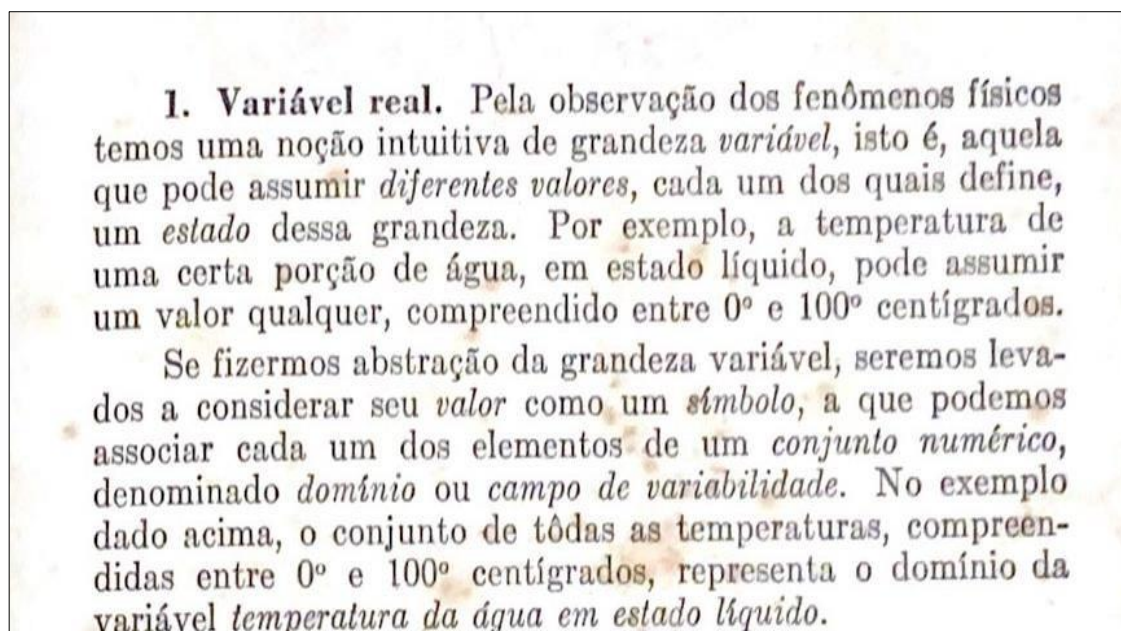 1. Variável real. Pela observação dos fenômenos físicos
temos uma noção intuitiva de grandeza variável, isto é, aquela
que pode assumir diferentes valores, cada um dos quais define,
um estado dessa grandeza. Por exemplo, a temperatura de
uma certa porção de água, em estado líquido, pode assumir
um valor qualquer, compreendido entre 0º e 100º centígrados.
Se fizermos abstração da grandeza variável, seremos leva-
dos a considerar seu valor como um símbolo, a que podemos
associar cada um dos elementos de um conjunto numérico,
denominado domínio ou campo de variabilidade. No exemplo
dado acima, o conjunto de tôdas as temperaturas, compreen-
didas entre 0º e 100º centígrados, representa o domínio da
variável temperatura da água em estado líquido.